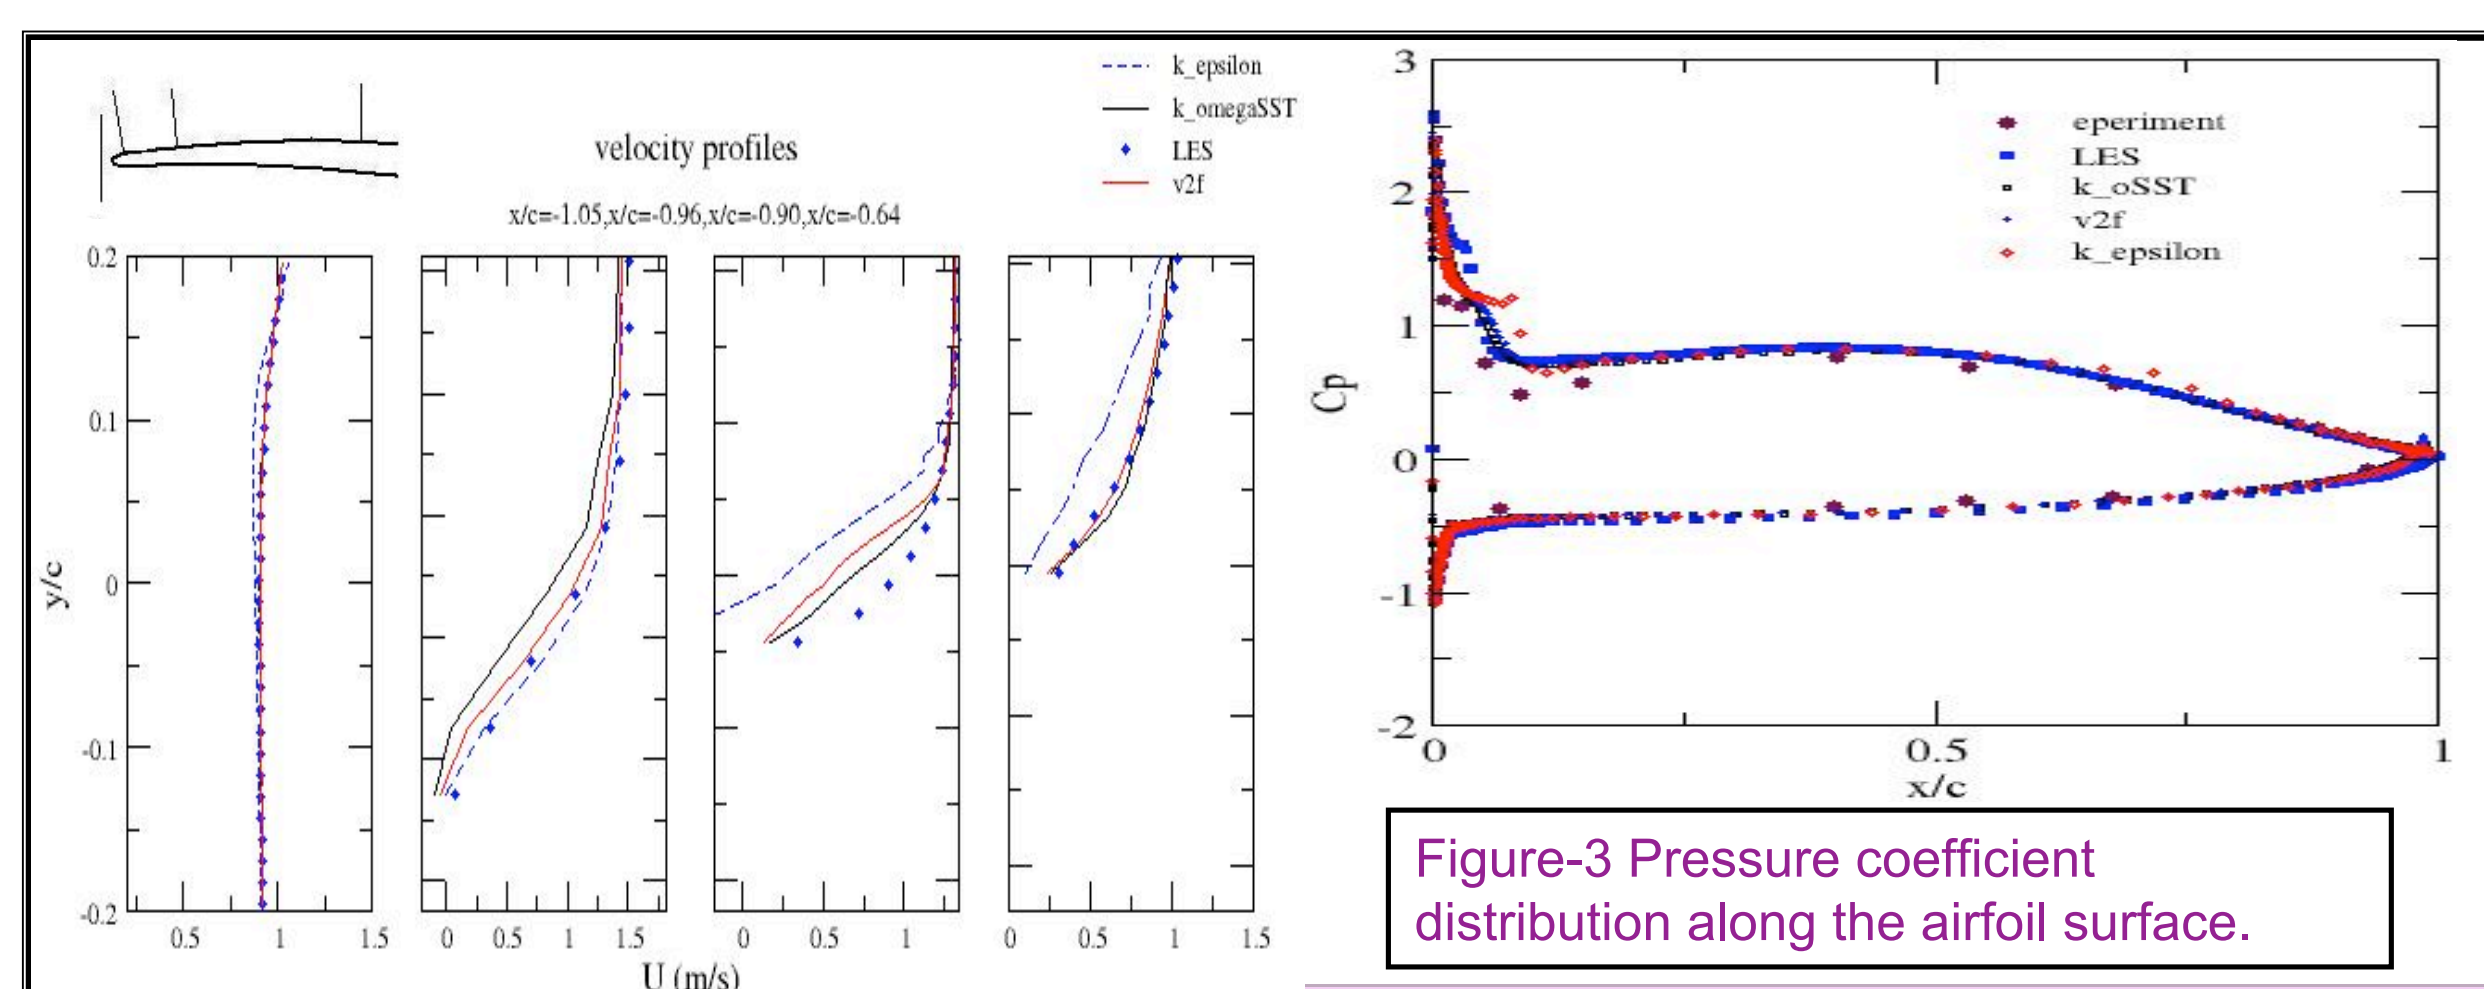 k_epsilon
k_omegaSST
LES
v2f
velocity profiles
x/c=-1.05,x/c=-0.96,x/c=-0.90,x/c=-0.64
0.2
0.1
0
-0.1
-0.2
y/c
0.5 1 1.5
0 0.5 1 1.5
0 0.5 1
0 0.5 1 1.5
U (m/s)
3
2
1
0
-1
-2
Cp
eperiment
LES
k_oSST
v2f
k_epsilon
0 0.5 1
x/c
Figure-3 Pressure coefficient
distribution along the airfoil surface.